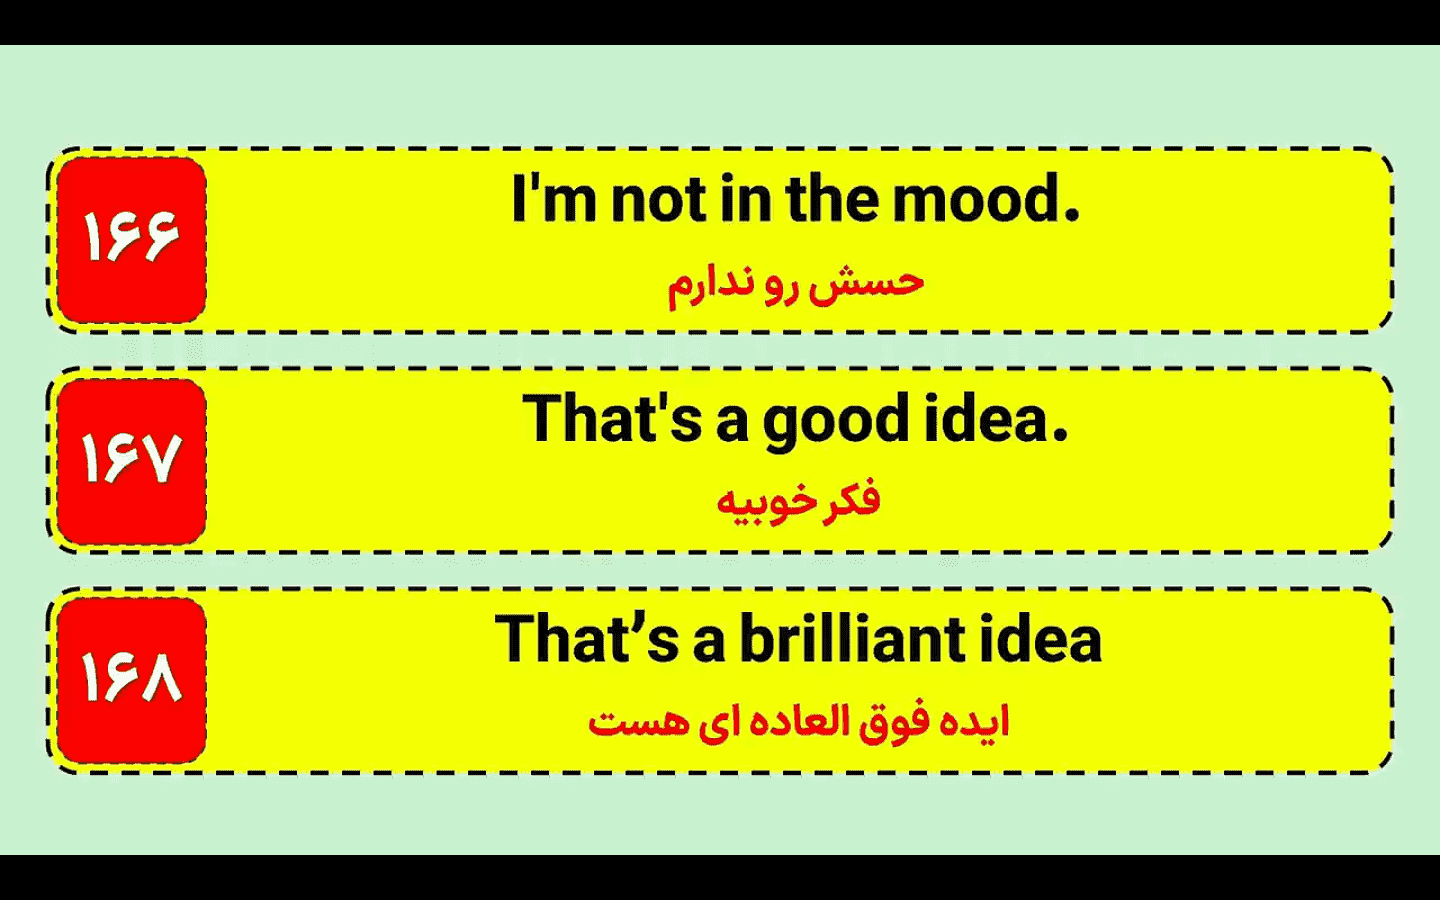 ۱۶۶
I'm not in the mood.
حسش رو ندارم
۱۶۷
That's a good idea.
فکر خوبیه
۱۶۸
That’s a brilliant idea
ایده فوق العاده ای هست